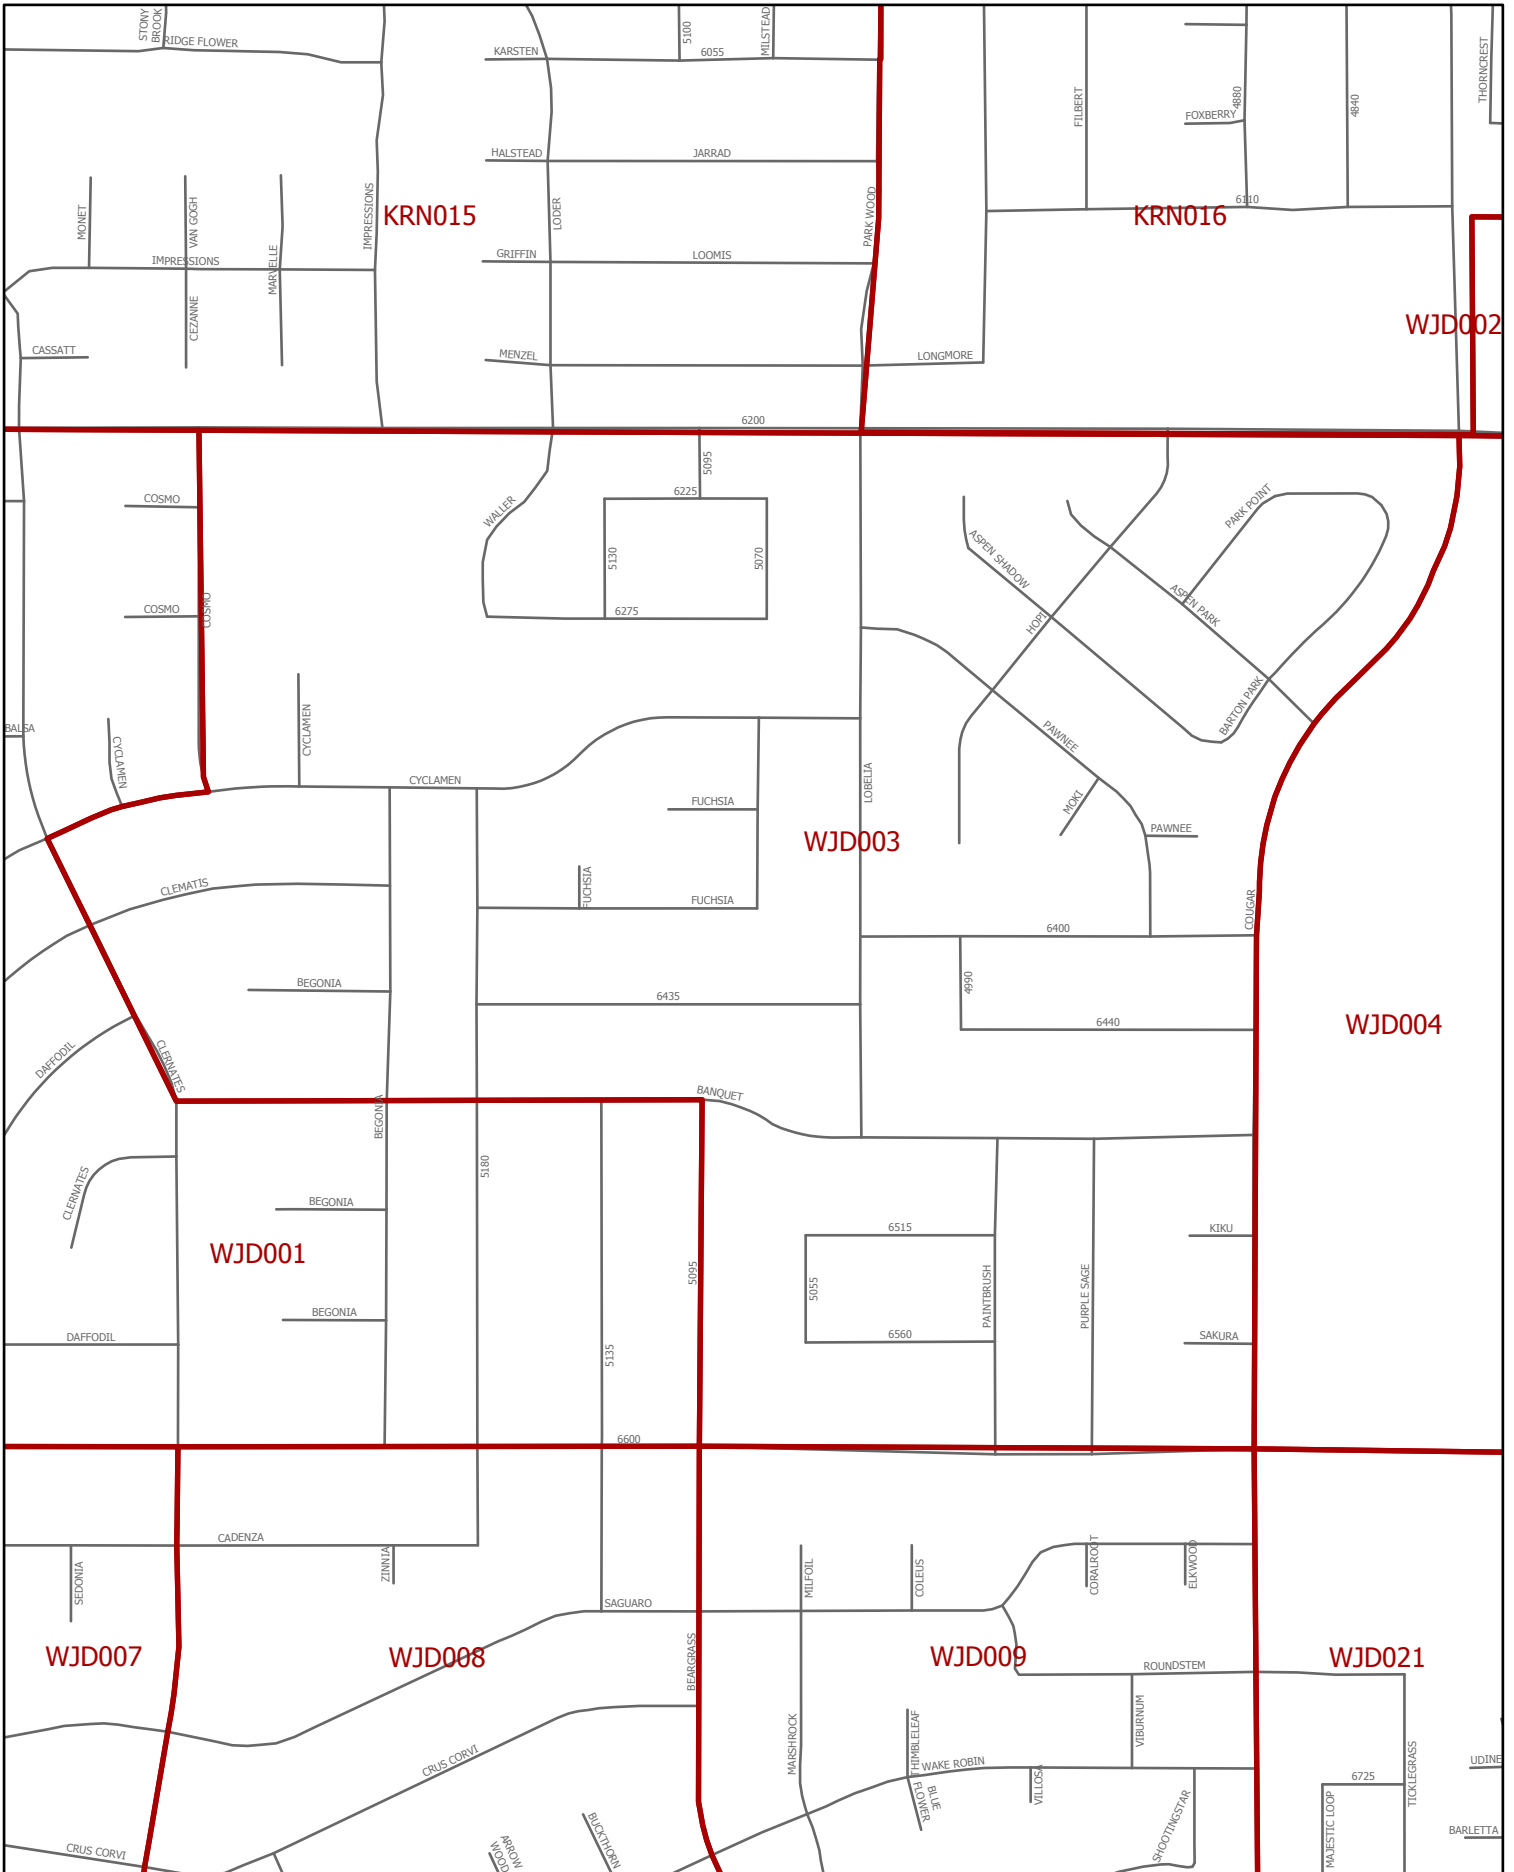 STONY
BROOK
RIDGE FLOWER
KARSTEN
5100
6055
MILSTEAD
FILBERT
4880
FOXBERRY
4840
THORNCREST
HALSTEAD
JARRAD
MONET
VAN GOGH
IMPRESSIONS
KRN015
LODER
PARK WOOD
KRN016
6110
IMPRESSIONS
MARVELLE
GRIFFIN
LOOMIS
CEZANNE
WJD002
CASSATT
MENZEL
LONGMORE
6200
COSMO
WALLER
5095
6225
5130
5070
6275
ASPEN SHADOW
PARK POINT
ASPEN PARK
HOPI
COSMO
COSMO
BALSA
CYCLAMEN
CYCLAMEN
CYCLAMEN
LOBELIA
PAWNEE
BARTON PARK
FUCHSIA
MOKI
PAWNEE
WJD003
CLEMATIS
FUCHSIA
FUCHSIA
COUGAR
6400
BEGONIA
6435
4990
6440
WJD004
DAFFODIL
CLERNATES
BEGONIA
BANQUET
5180
CLERNATES
BEGONIA
6515
KIKU
WJD001
5095
5055
PAINTBRUSH
PURPLE SAGE
BEGONIA
DAFFODIL
5135
6560
SAKURA
6600
CADENZA
SEDONIA
ZINNIA
MILFOIL
COLEUS
CORALROOT
ELKWOOD
SAGUARO
WJD007
WJD008
BEARGRASS
WJD009
WJD021
ROUNDSTEM
VIBURNUM
MARSHROCK
THIMBLELEAF
WAKE ROBIN
CRUS CORVI
BLUE
FLOWER
VILLOSA
SHOOTINGSTAR
6725
TICKLEGRASS
UDINE
MAJESTIC LOOP
BARLETTA
CRUS CORVI
ARROW
WOOD
BUCKTHORN